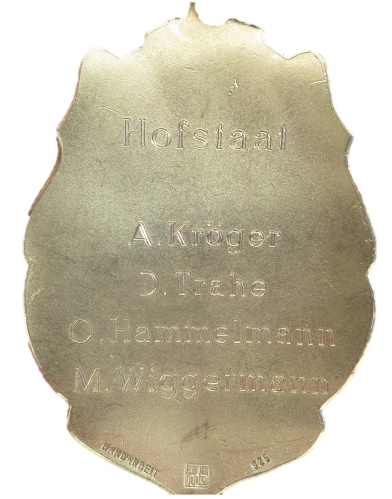 Hofstaat
A. Kröger
D. Trahe
O. Hammelmann
M. Wiggermann
HANDARBEIT
925